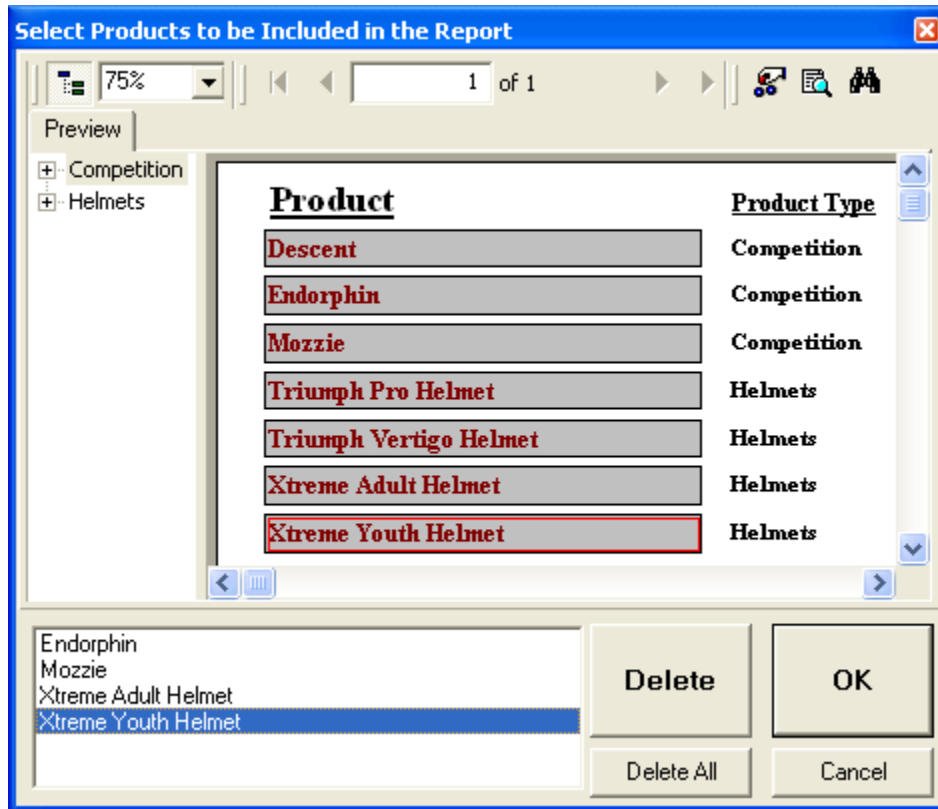 Select Products to be Included in the Report
75% 1 of 1
Preview
Competition
Helmets
Product Product Type
Descent Competition
Endorphin Competition
Mozzie Competition
Triumph Pro Helmet Helmets
Triumph Vertigo Helmet Helmets
Xtreme Adult Helmet Helmets
Xtreme Youth Helmet Helmets
Endorphin
Mozzie
Xtreme Adult Helmet
Xtreme Youth Helmet
Delete OK
Delete All Cancel